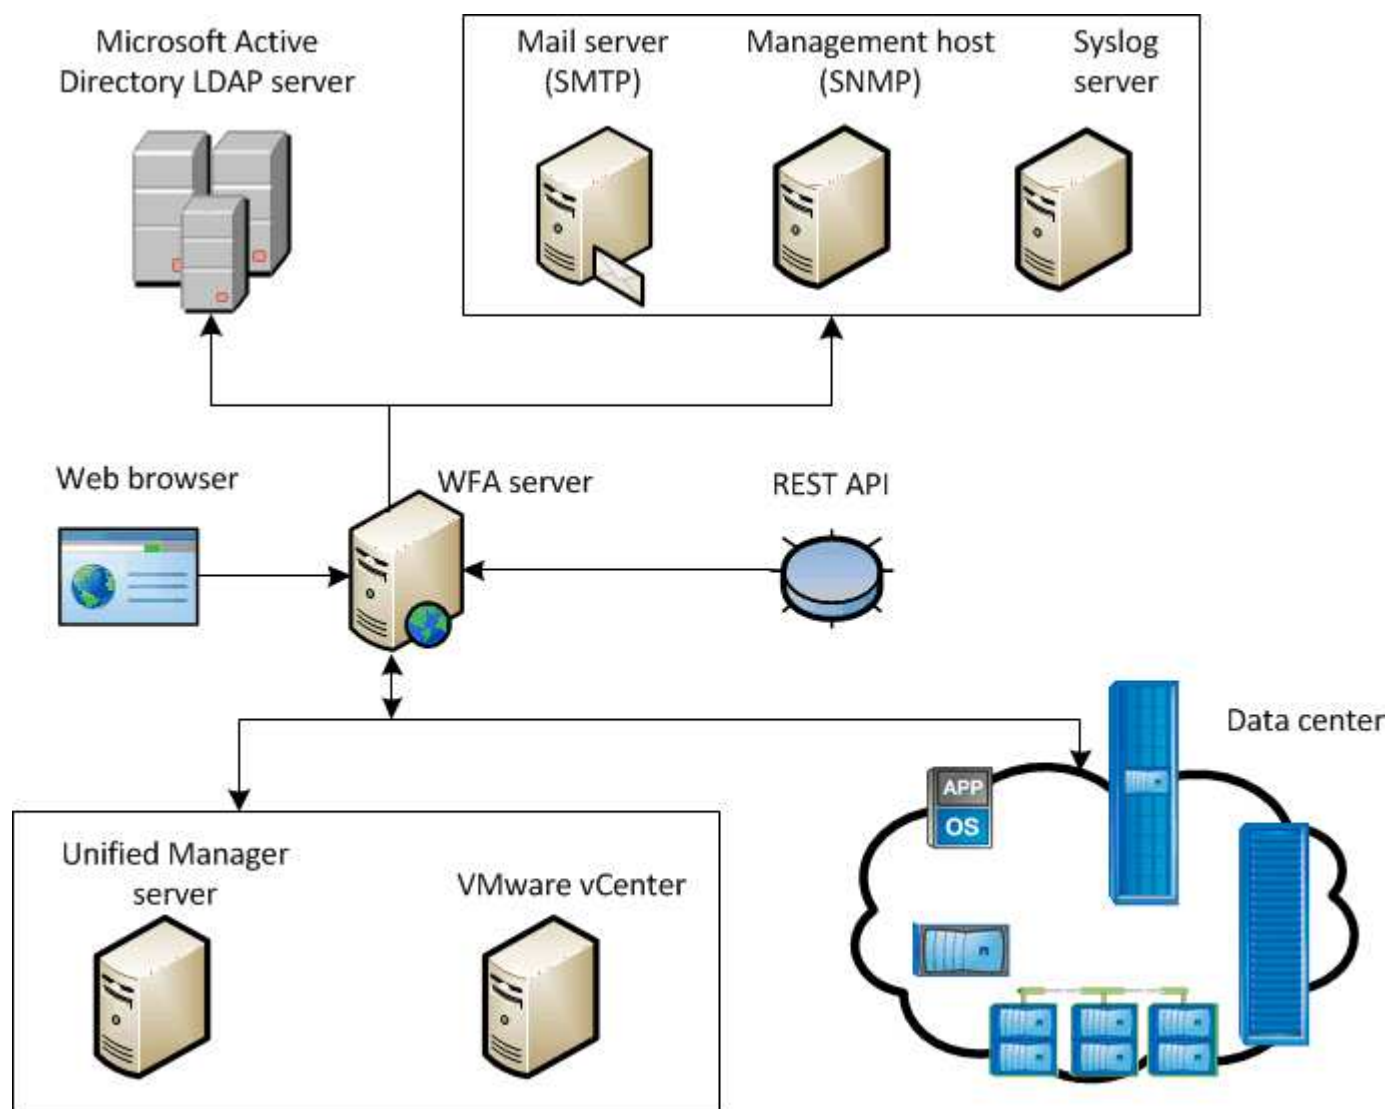 Microsoft Active
Directory LDAP server
Mail server
(SMTP)
Management host
(SNMP)
Syslog
server
Web browser
WFA server
REST API
Data center
APP
OS
Unified Manager
server
VMware vCenter